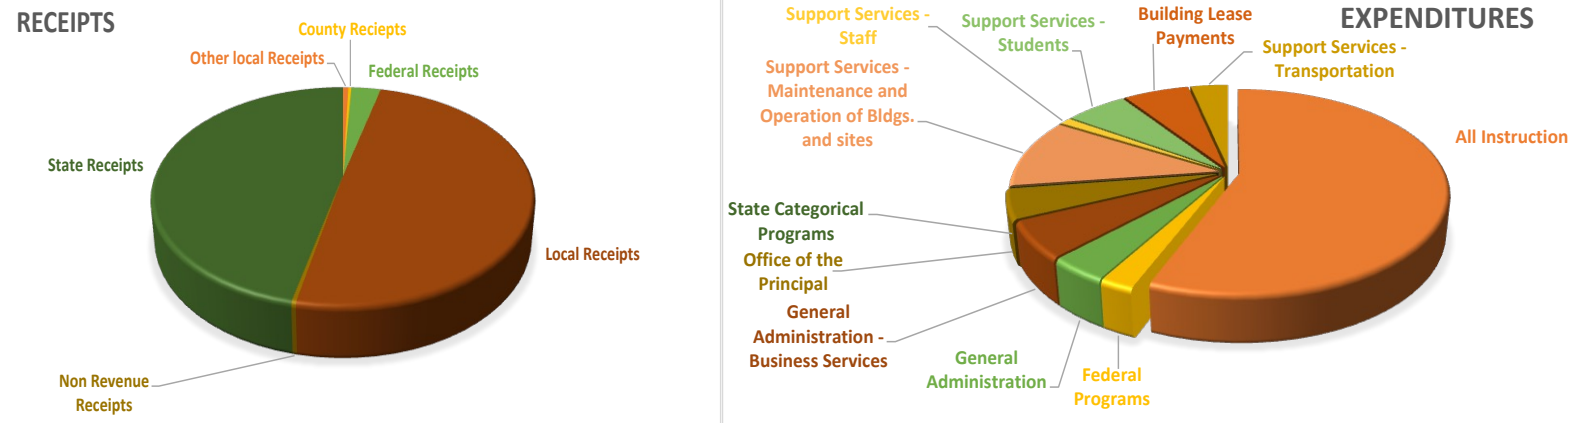 RECEIPTS
County Reciepts
Other local Receipts
Federal Receipts
State Receipts
Local Receipts
Non Revenue
Receipts
EXPENDITURES
Support Services -
Staff
Support Services -
Students
Building Lease
Payments
Support Services -
Transportation
Support Services -
Maintenance and
Operation of Bldgs.
and sites
All Instruction
State Categorical
Programs
Office of the
Principal
General
Administration -
Business Services
General
Administration
Federal
Programs